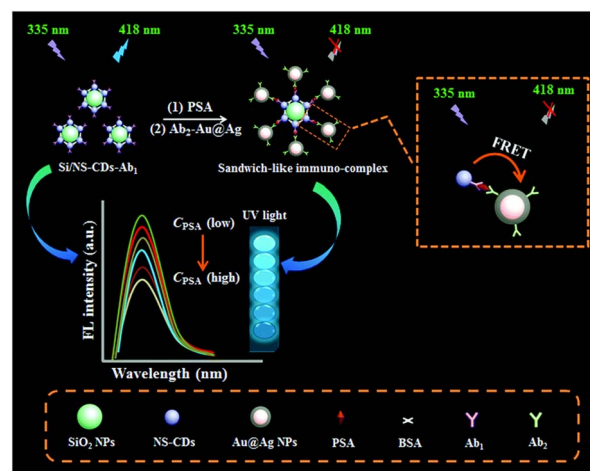 335 nm
418 nm
335 nm
418 nm
(1) PSA
(2) Ab2-Au@Ag
Si/NS-CDs-Ab1
Sandwich-like immuno-complex
335 nm
418 nm
FRET
FL intensity (a.u.)
Wavelength (nm)
CPSA (low)
CPSA (high)
UV light
SiO2 NPs
NS-CDs
Au@Ag NPs
PSA
BSA
Ab1
Ab2